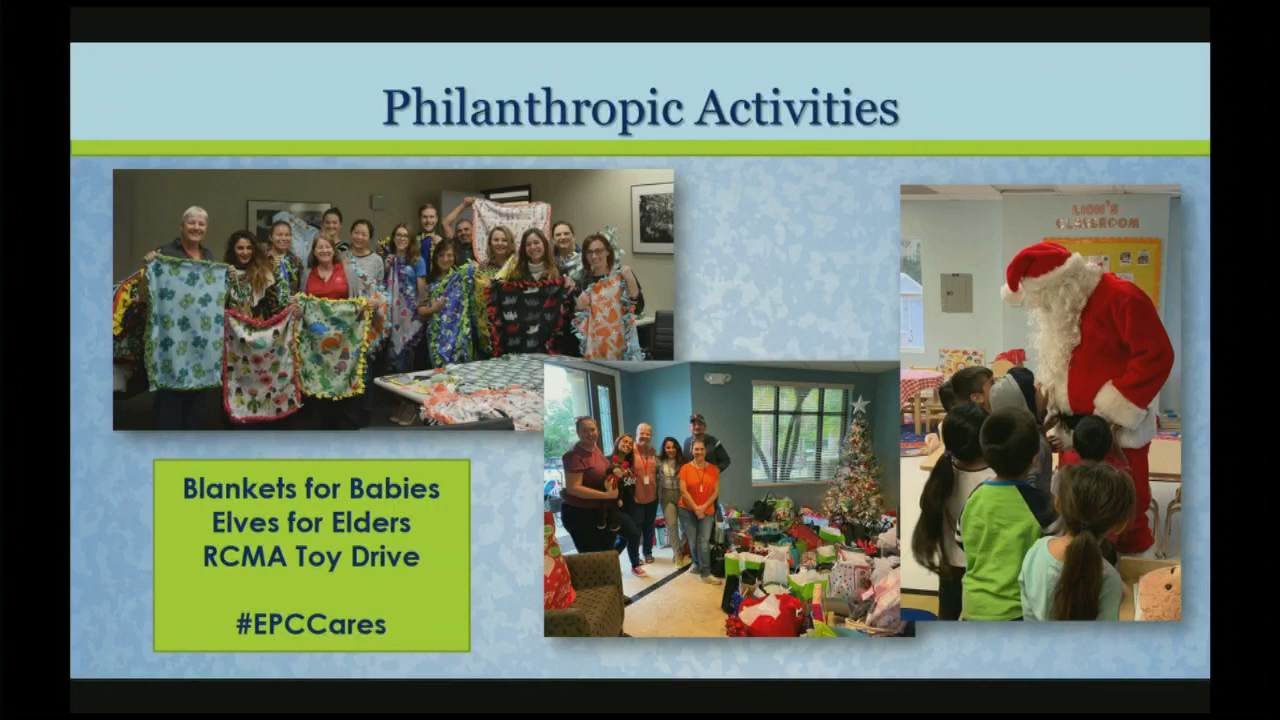 Philanthropic Activities
LION'S
CLASSROOM
Blankets for Babies
Elves for Elders
RCMA Toy Drive
#EPCCares